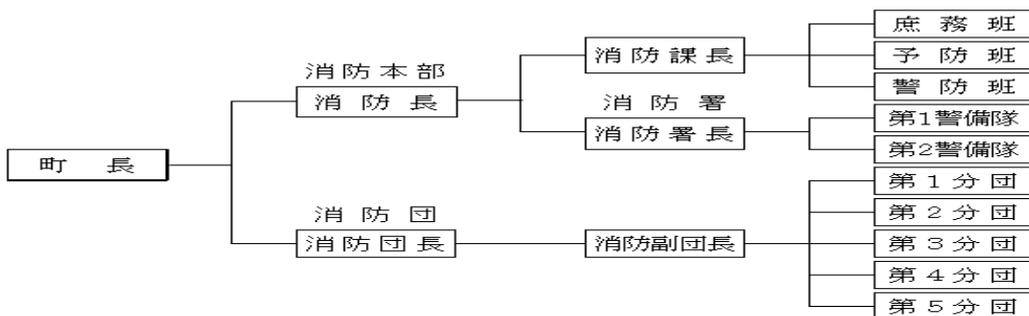 庶務班
消防課長
予防班
消防本部
警防班
消防長
消防署
第1警備隊
消防署長
第2警備隊
町長
第1分団
消防団
第2分団
消防団長
消防副団長
第3分団
第4分団
第5分団